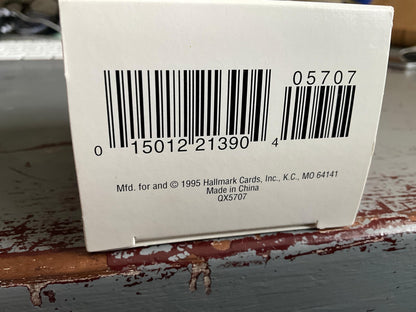 05707
0 15012 21390 4
Mfd. for and © 1995 Hallmark Cards, Inc., K.C., MO 64141
Made in China
QX5707